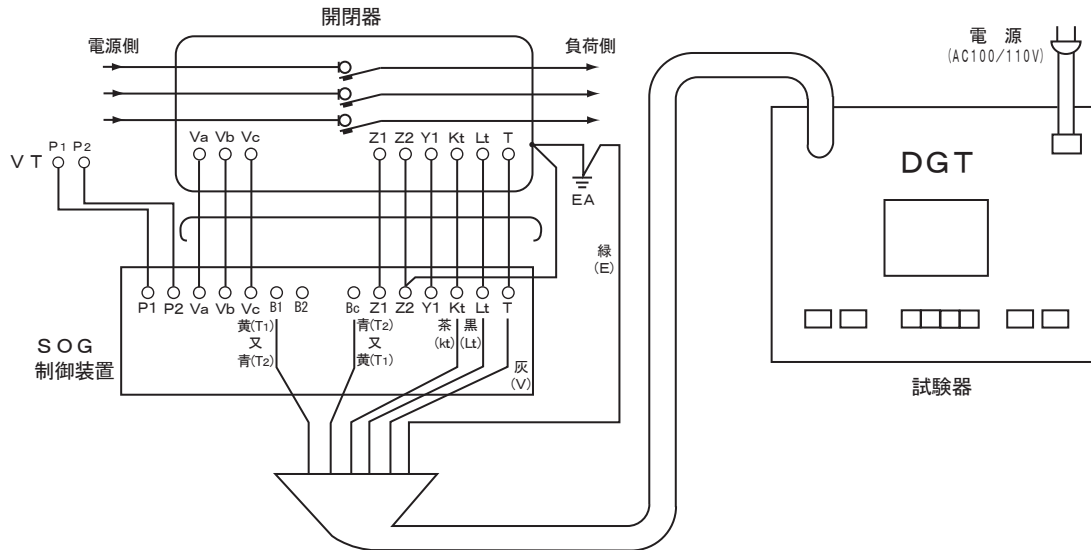 開閉器
電源側
負荷側
電 源
(AC100/110V)
DGT
Va Vb Vc
Z1 Z2 Y1 Kt Lt T
VT P1 P2
EA
緑
(E)
P1 P2 Va Vb Vc B1 B2 Bc Z1 Z2 Y1 Kt Lt T
黄(T1)
又
青(T2)
青(T2)
又
黄(T1)
茶
(kt)
黒
(Lt)
灰
(V)
SOG
制御装置
試験器